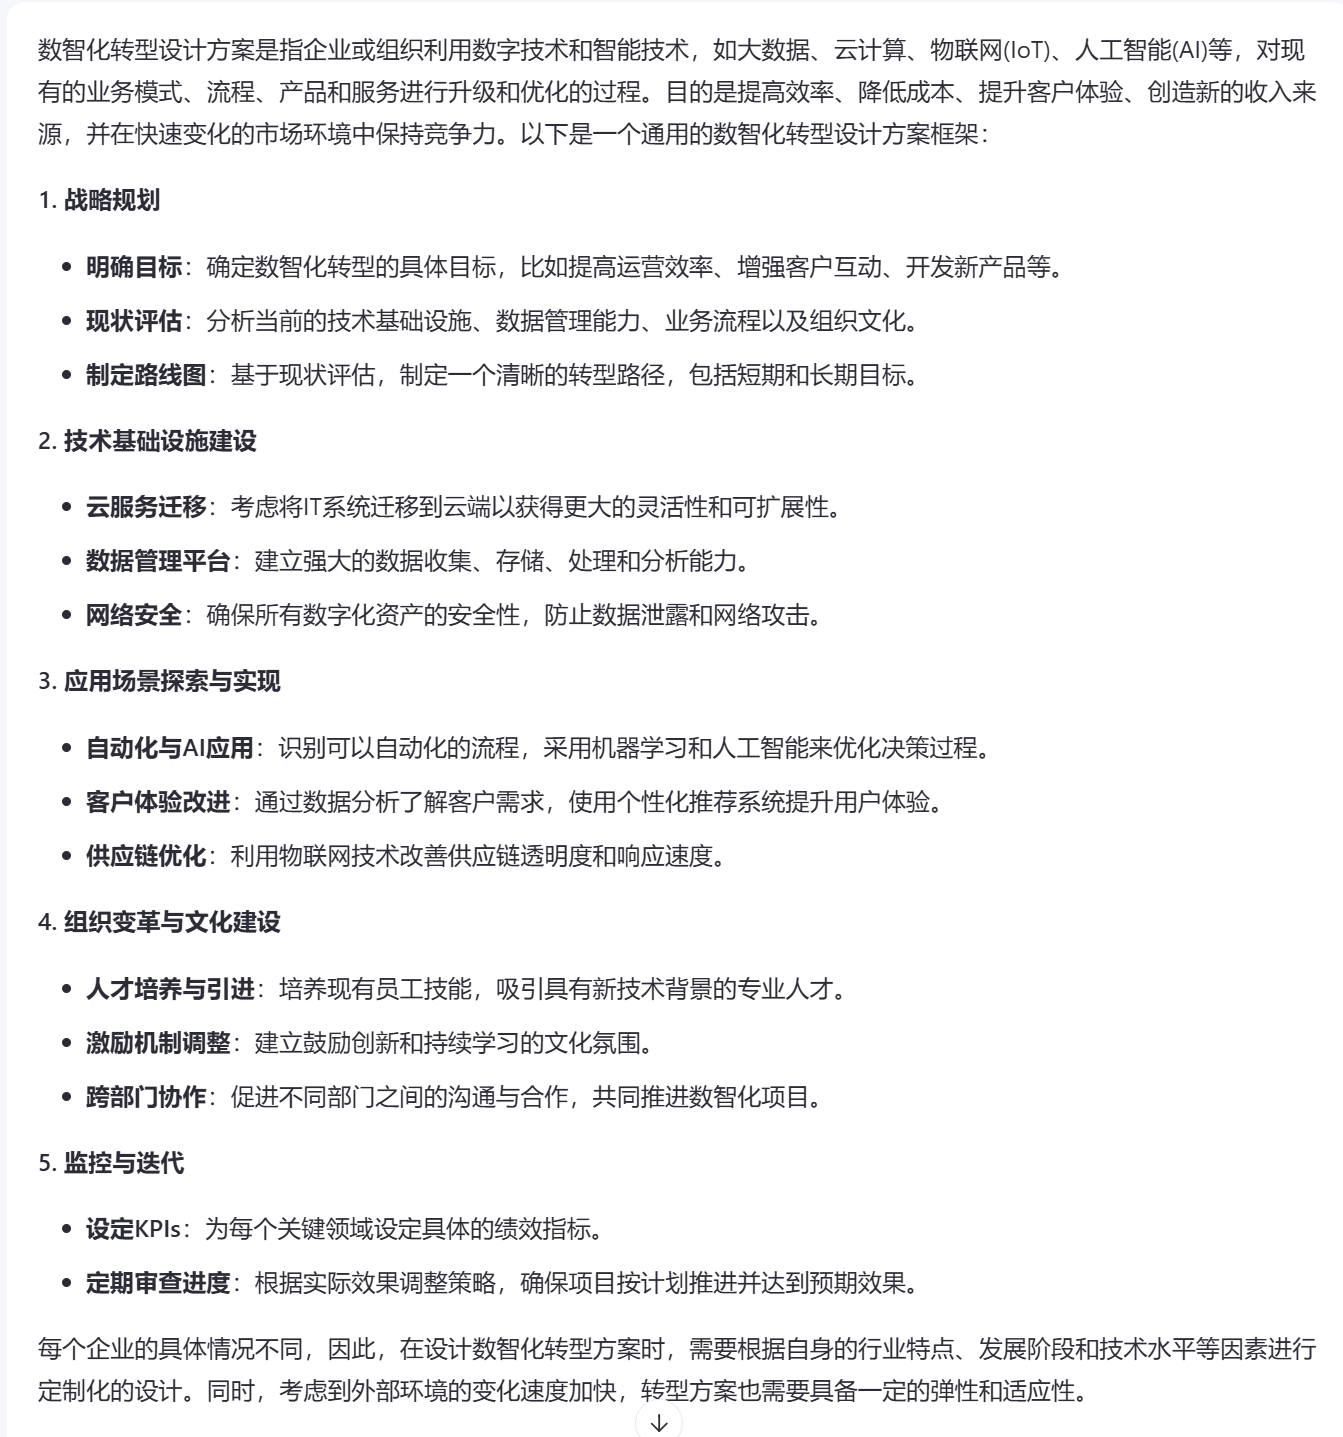 数智化转型设计方案是指企业或组织利用数字技术和智能技术，如大数据、云计算、物联网(IoT)、人工智能(AI)等，对现
有的业务模式、流程、产品和服务进行升级和优化的过程。目的是提高效率、降低成本、提升客户体验、创造新的收入来
源，并在快速变化的市场环境中保持竞争力。以下是一个通用的数智化转型设计方案框架：
1. 战略规划
• 明确目标：确定数智化转型的具体目标，比如提高运营效率、增强客户互动、开发新产品等。
• 现状评估：分析当前的技术基础设施、数据管理能力、业务流程以及组织文化。
• 制定路线图：基于现状评估，制定一个清晰的转型路径，包括短期和长期目标。
2. 技术基础设施建设
• 云服务迁移：考虑将IT系统迁移到云端以获得更大的灵活性和可扩展性。
• 数据管理平台：建立强大的数据收集、存储、处理和分析能力。
• 网络安全：确保所有数字化资产的安全性，防止数据泄露和网络攻击。
3. 应用场景探索与实现
• 自动化与AI应用：识别可以自动化的流程，采用机器学习和人工智能来优化决策过程。
• 客户体验改进：通过数据分析了解客户需求，使用个性化推荐系统提升用户体验。
• 供应链优化：利用物联网技术改善供应链透明度和响应速度。
4. 组织变革与文化建设
• 人才培养与引进：培养现有员工技能，吸引具有新技术背景的专业人才。
• 激励机制调整：建立鼓励创新和持续学习的文化氛围。
• 跨部门协作：促进不同部门之间的沟通与合作，共同推进数智化项目。
5. 监控与迭代
• 设定KPIs：为每个关键领域设定具体的绩效指标。
• 定期审查进度：根据实际效果调整策略，确保项目按计划推进并达到预期效果。
每个企业的具体情况不同，因此，在设计数智化转型方案时，需要根据自身的行业特点、发展阶段和技术水平等因素进行
定制化的设计。同时，考虑到外部环境的变化速度加快，转型方案也需要具备一定的弹性和适应性。